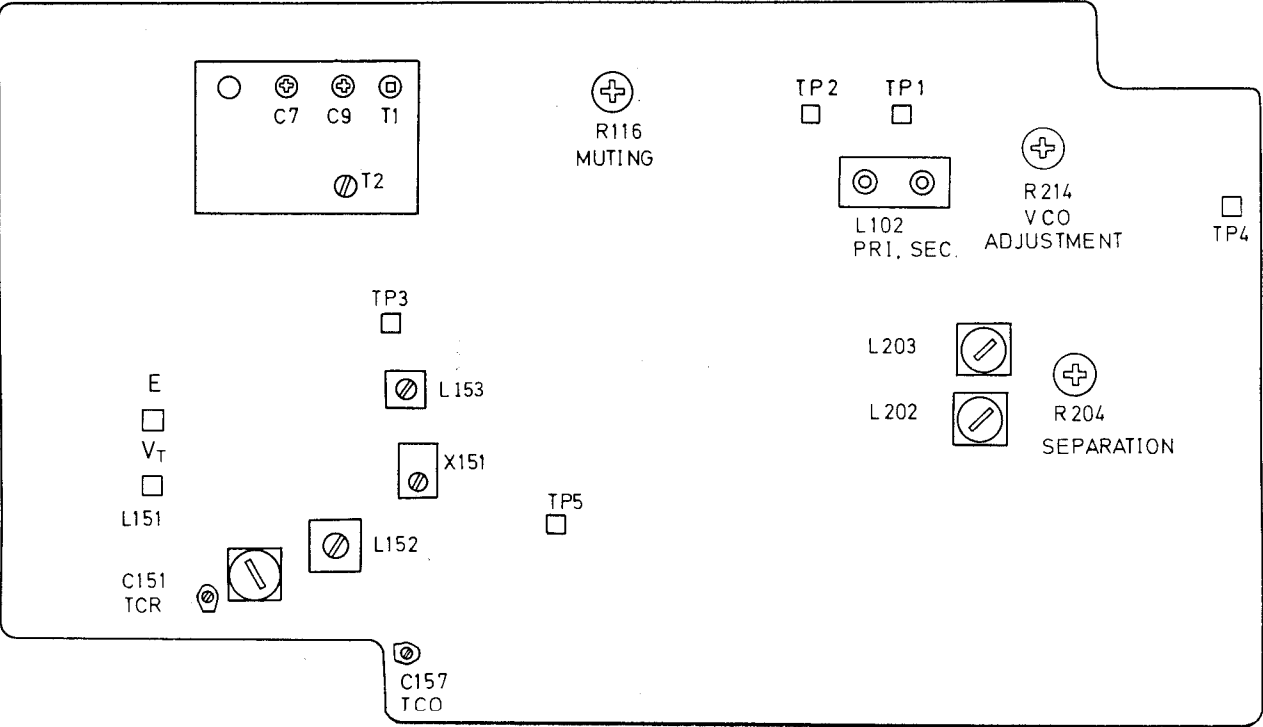 TP2
TP1
C7
C9
T1
R116
MUTING
T2
R214
VCO
ADJUSTMENT
L102
PRI, SEC.
TP4
TP3
L203
E
L153
L202
R204
SEPARATION
VT
X151
TP5
L151
L152
C151
TCR
C157
TCO